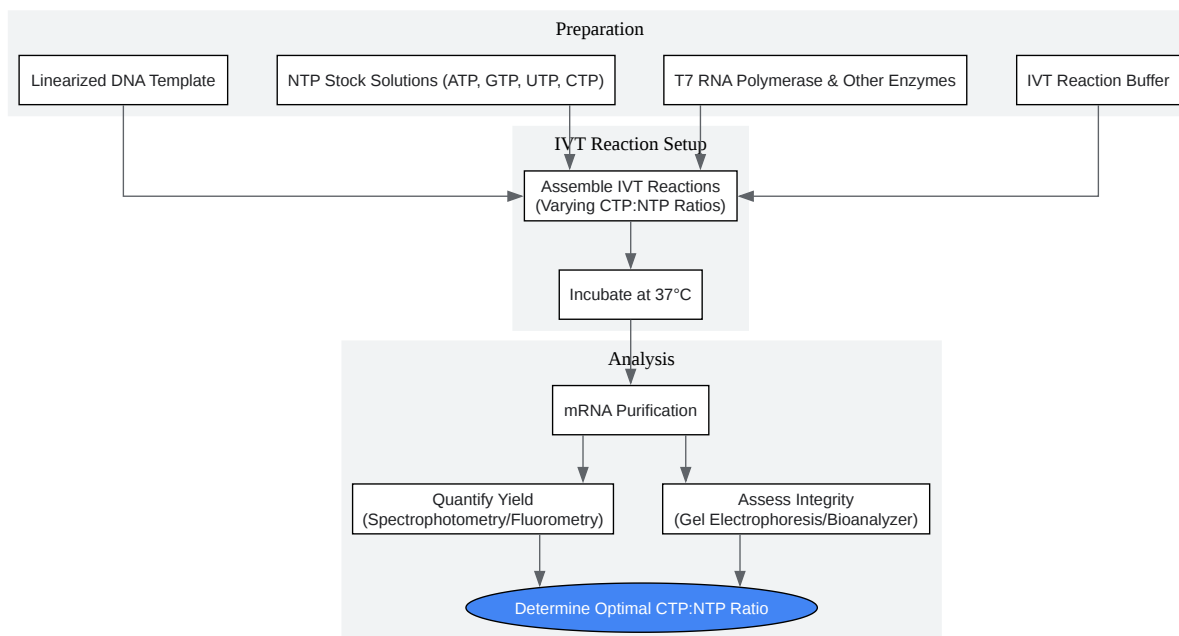 Preparation
Linearized DNA Template
NTP Stock Solutions (ATP, GTP, UTP, CTP)
T7 RNA Polymerase & Other Enzymes
IVT Reaction Buffer
IVT Reaction Setup
Assemble IVT Reactions
(Varying CTP:NTP Ratios)
Incubate at 37°C
Analysis
mRNA Purification
Quantify Yield
(Spectrophotometry/Fluorometry)
Assess Integrity
(Gel Electrophoresis/Bioanalyzer)
Determine Optimal CTP:NTP Ratio